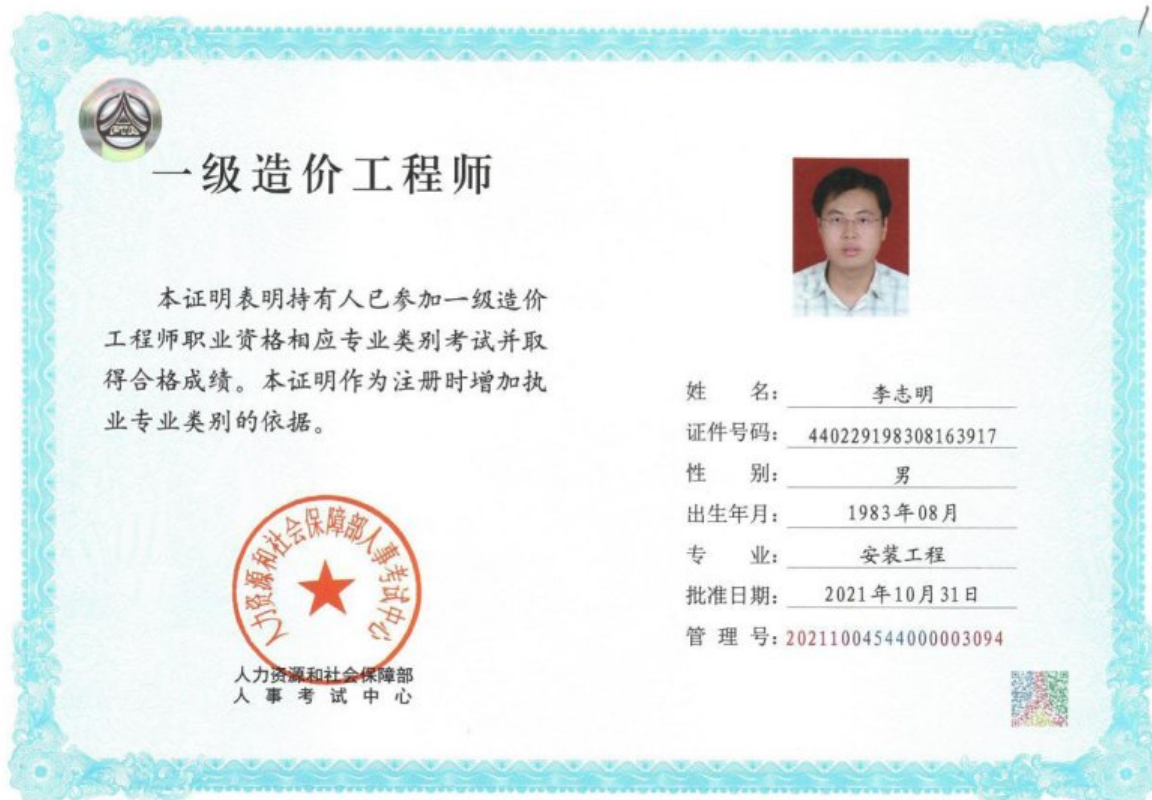 PTA
一级造价工程师
本证明表明持有人已参加一级造价
工程师职业资格相应专业类别考试并取
得合格成绩。本证明作为注册时增加执
业专业类别的依据。
人力资源和社会保障部人事考试中心
人力资源和社会保障部
人事考试中心
姓 名: 李志明
证件号码: 440229198308163917
性 别: 男
出生年月: 1983年08月
专 业: 安装工程
批准日期: 2021年10月31日
管 理 号: 20211004544000003094